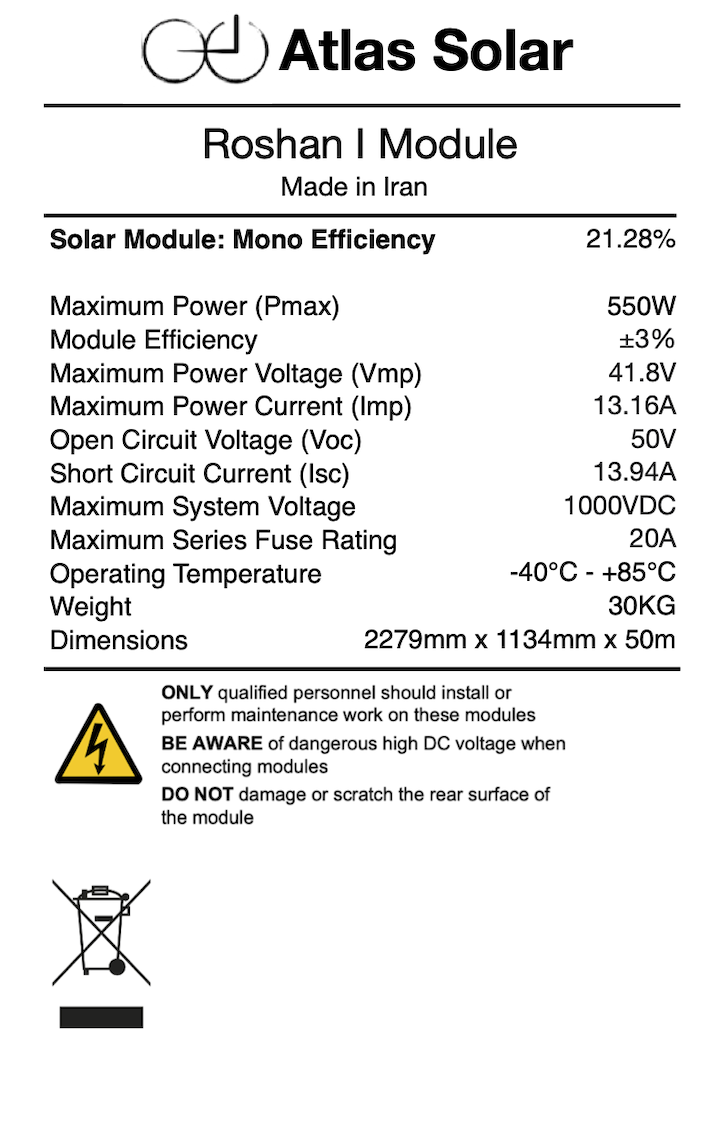 Atlas Solar
Roshan I Module
Made in Iran
Solar Module: Mono Efficiency 21.28%
Maximum Power (Pmax) 550W
Module Efficiency ±3%
Maximum Power Voltage (Vmp) 41.8V
Maximum Power Current (Imp) 13.16A
Open Circuit Voltage (Voc) 50V
Short Circuit Current (Isc) 13.94A
Maximum System Voltage 1000VDC
Maximum Series Fuse Rating 20A
Operating Temperature -40°C - +85°C
Weight 30KG
Dimensions 2279mm x 1134mm x 50m
ONLY qualified personnel should install or
perform maintenance work on these modules
BE AWARE of dangerous high DC voltage when
connecting modules
DO NOT damage or scratch the rear surface of
the module